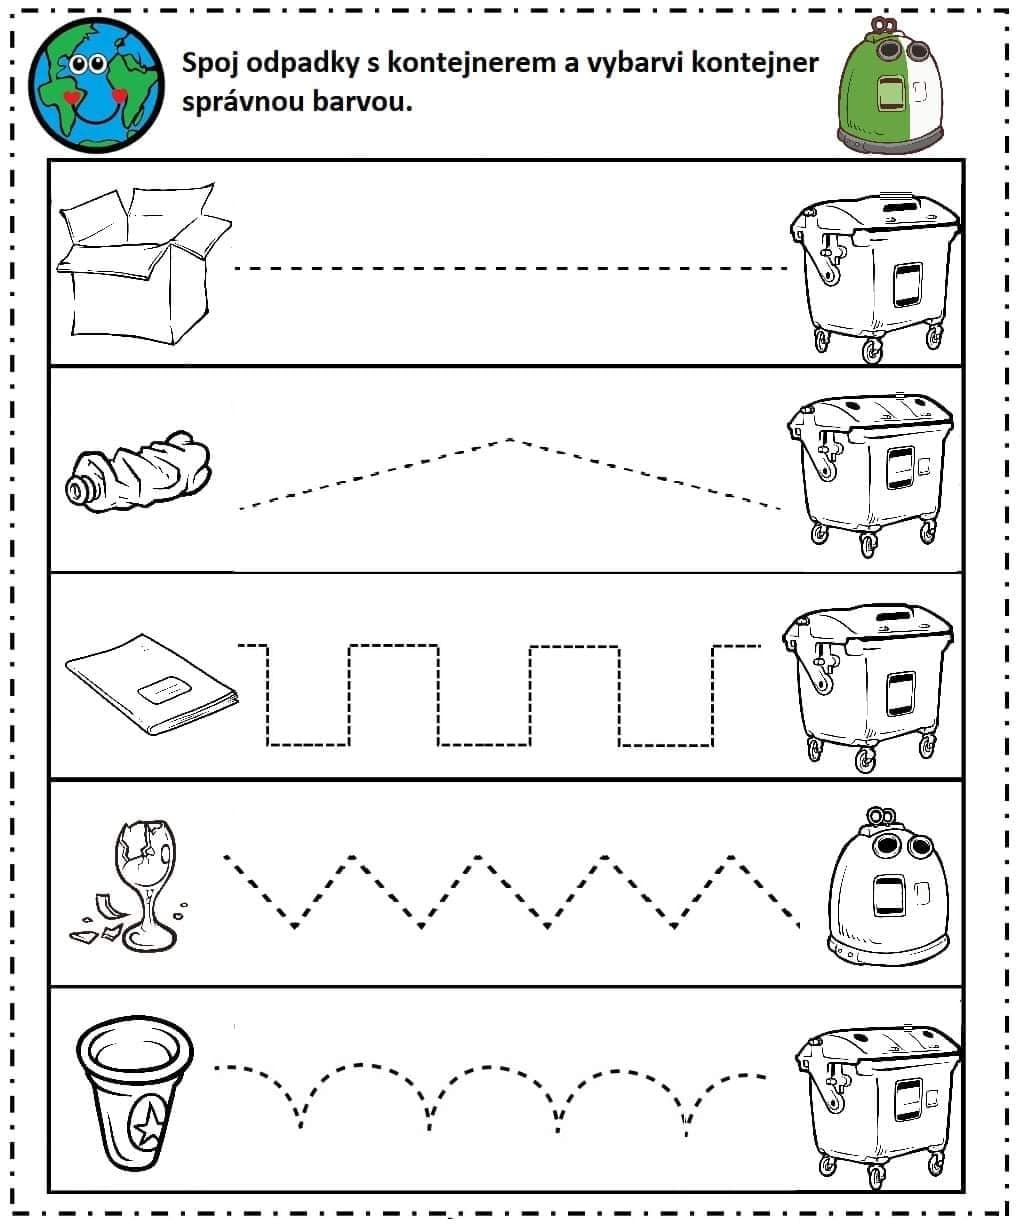 Spoj odpadky s kontejnerem a vybarvi kontejner
správnou barvou.